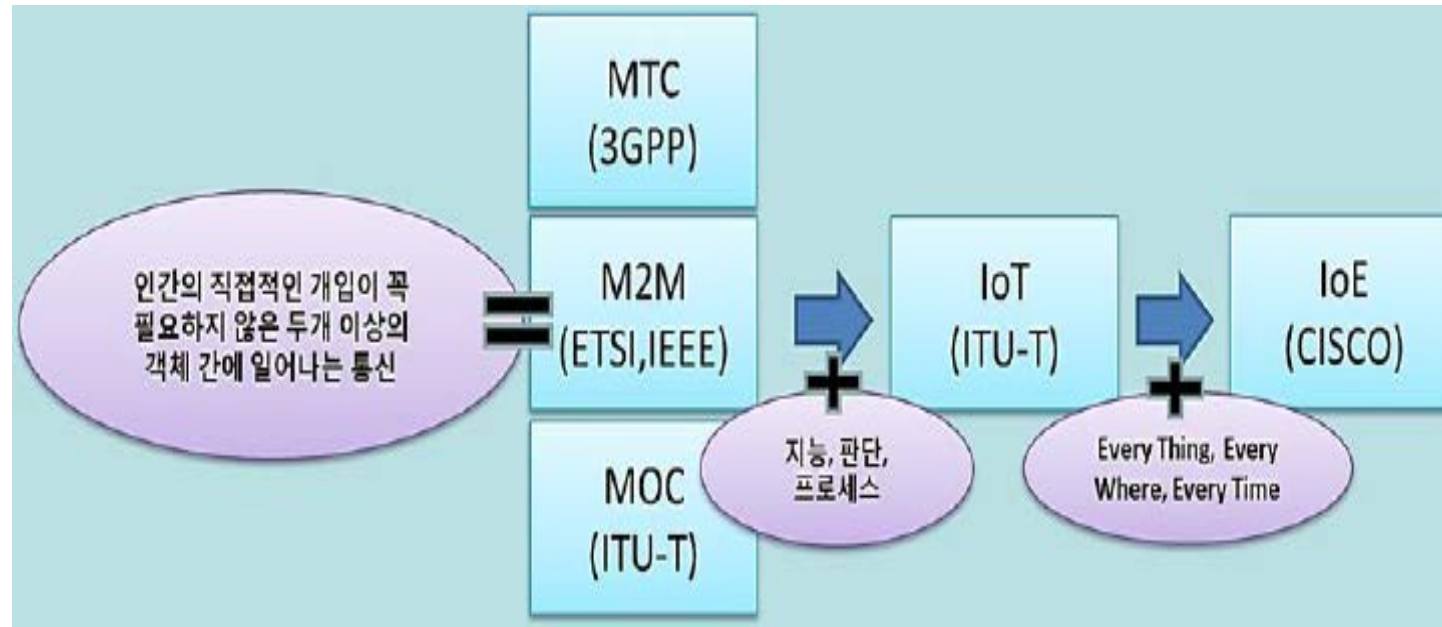 MTC
(3GPP)
인간의 직접적인 개입이 꼭
필요하지 않은 두개 이상의
객체 간에 일어나는 통신
=
M2M
(ETSI,IEEE)
MOC
(ITU-T)
+
지능, 판단,
프로세스
IoT
(ITU-T)
+
Every Thing, Every
Where, Every Time
IoE
(CISCO)